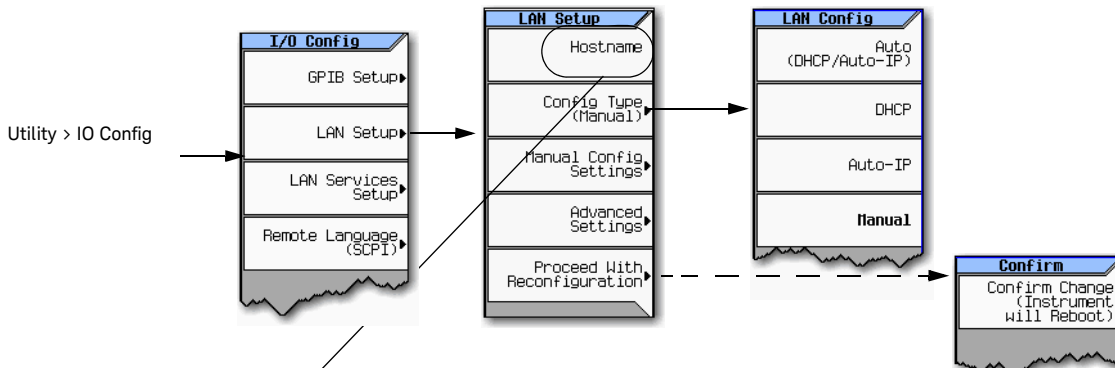 Utility > IO Config
I/O Config
GPIB Setup
LAN Setup
LAN Services
Setup
Remote Language
(SCPI)
LAN Setup
Hostname
Config Type
(Manual)
Manual Config
Settings
Advanced
Settings
Proceed With
Reconfiguration
LAN Config
Auto
(DHCP/Auto-IP)
DHCP
Auto-IP
Manual
Confirm
Confirm Change
(Instrument
will Reboot)